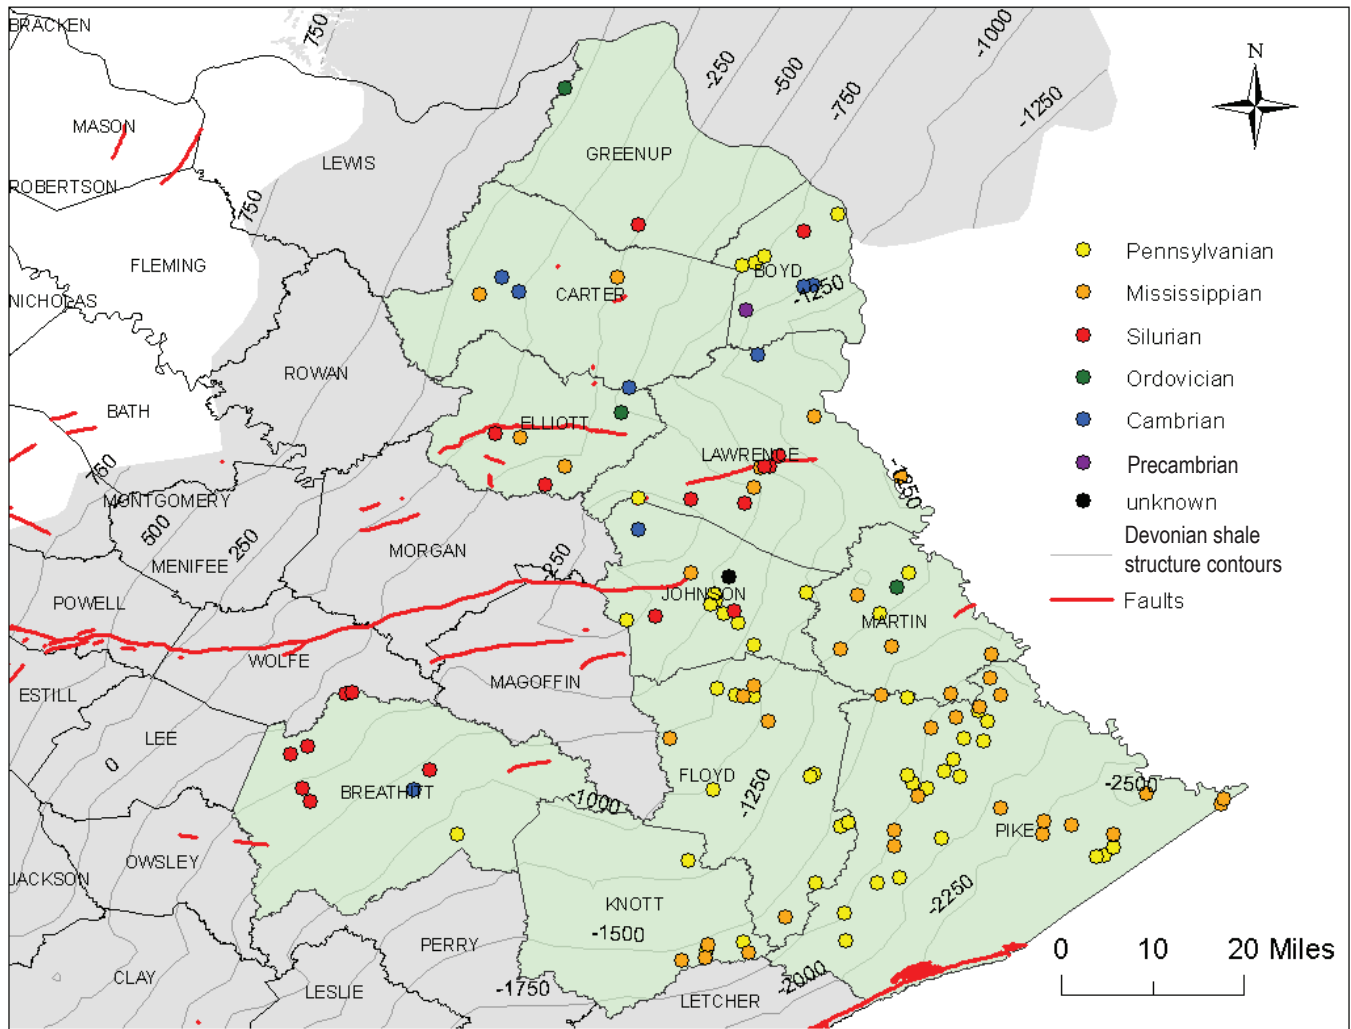 BRACKEN
750
-1000
-250
-500
-750
-1250
N
MASON
GREENUP
LEWIS
ROBERTSON
750
FLEMING
Pennsylvanian
BOYD
NICHOLAS
CARTER
-1250
Mississippian
Silurian
ROWAN
Ordovician
BATH
ELLIOTT
Cambrian
LAWRENCE
750
Precambrian
-1250
MONTGOMERY
unknown
500
250
MORGAN
Devonian shale
structure contours
MENIFEE
250
POWELL
JOHNSON
Faults
MARTIN
WOLFE
MAGOFFIN
ESTILL
LEE
0
FLOYD
BREATHITT
-1000
-1250
-2500
PIKE
OWSLEY
JACKSON
KNOTT
-2250
-1500
PERRY
0 10 20 Miles
CLAY
-1750
-2000
LESLIE
LETCHER